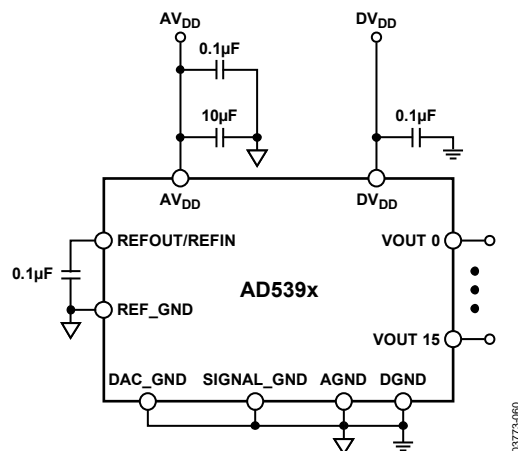 AVDD
DVDD
0.1µF
10µF
0.1µF
AVDD
DVDD
REFOUT/REFIN
VOUT 0
0.1µF
AD539x
REF_GND
VOUT 15
DAC_GND
SIGNAL_GND
AGND
DGND
03773-060